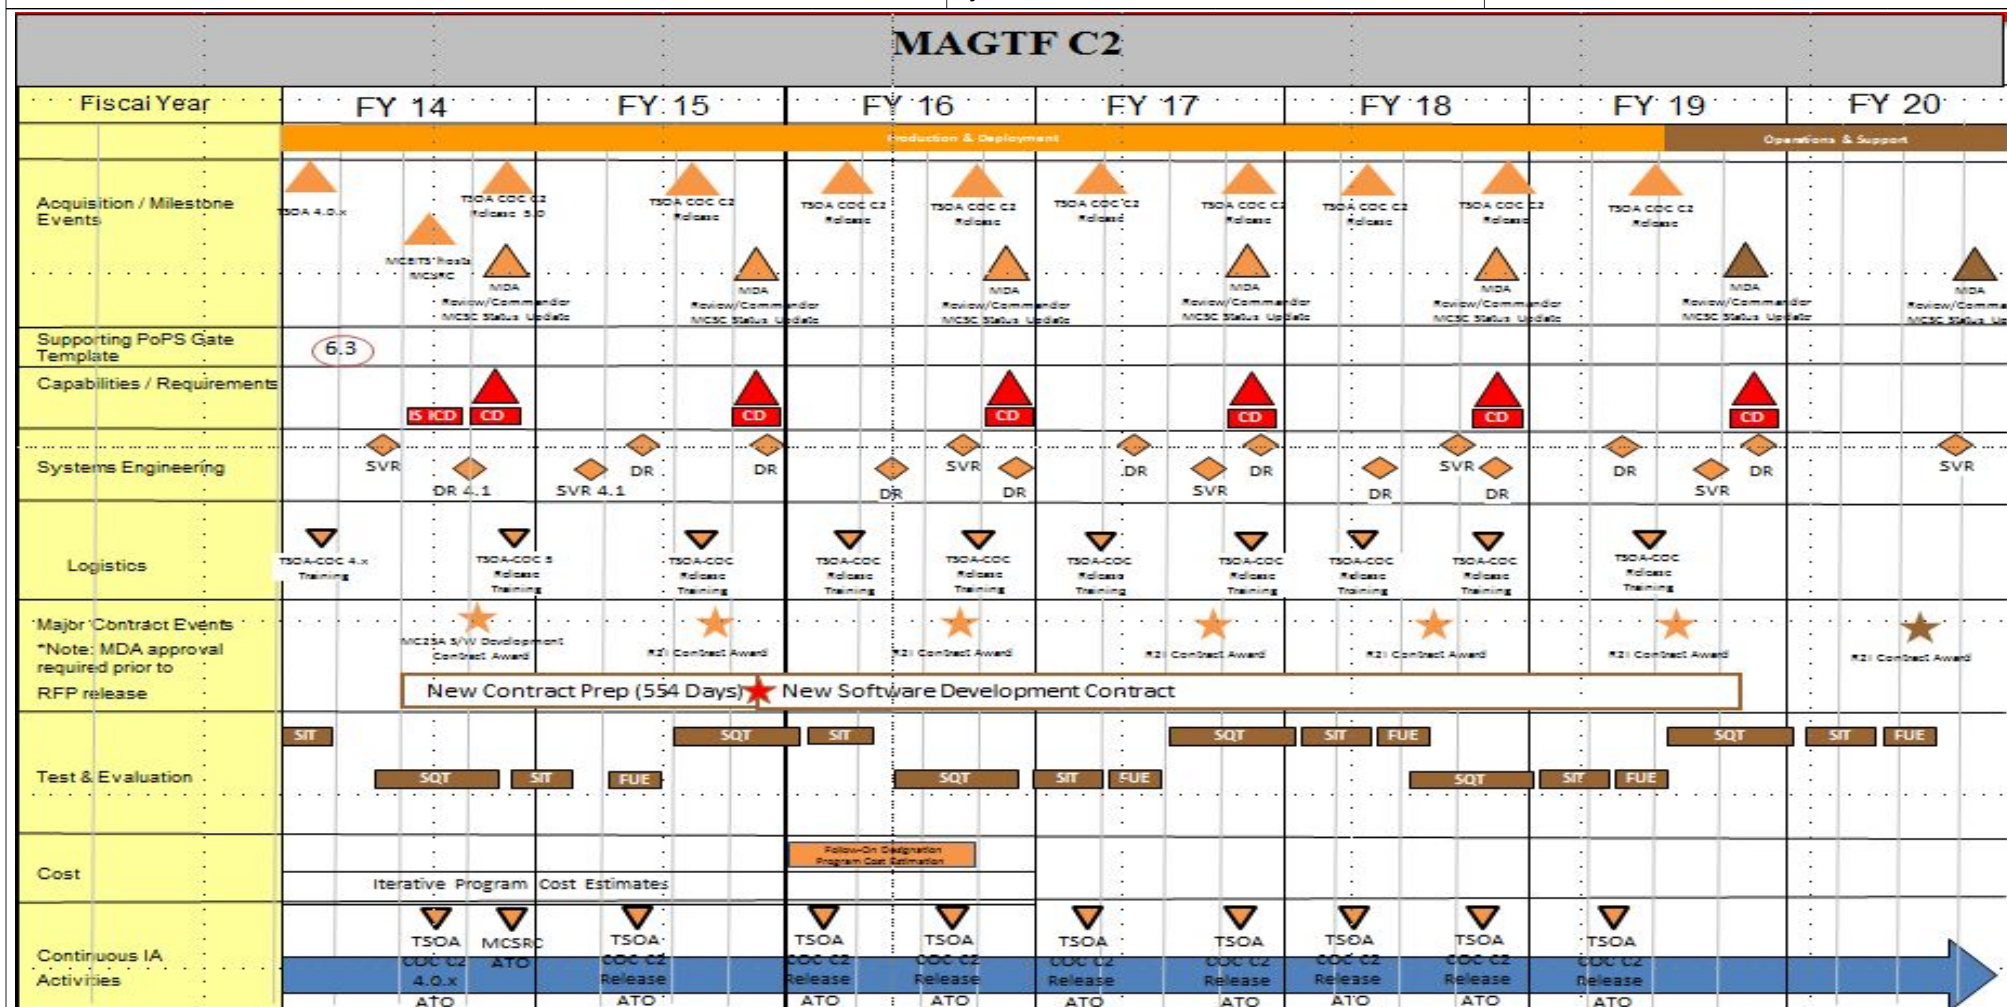 MAGTF C2
Fiscal Year FY 14 FY 15 FY 16 FY 17 FY 18 FY 19 FY 20
Production & Deployment Operations & Support
Acquisition / Milestone
Events
TSOA 4.0.x
TSOA COC C2
Release 5.0
TSOA COC C2
Release
TSOA COC C2
Release
TSOA COC C2
Release
TSOA COC C2
Release
TSOA COC C2
Release
TSOA COC C2
Release
TSOA COC C2
Release
TSOA COC C2
Release
MCEITS hosts
MCSRC
MDA
Review/Commander
MCSC Status Update
MDA
Review/Commander
MCSC Status Update
MDA
Review/Commander
MCSC Status Update
MDA
Review/Commander
MCSC Status Update
MDA
Review/Commander
MCSC Status Update
MDA
Review/Commander
MCSC Status Update
MDA
Review/Comma
MCSC Status Up
Supporting PoPS Gate
Template
6.3
Capabilities / Requirements
IS ICD CD CD CD CD CD CD
Systems Engineering
SVR DR DR SVR DR DR SVR DR DR SVR
DR 4.1 SVR 4.1 DR DR SVR DR DR SVR
Logistics
TSOA-COC 4.x
Training
TSOA-COC 5
Release
Training
TSOA-COC
Release
Training
TSOA-COC
Release
Training
TSOA-COC
Release
Training
TSOA-COC
Release
Training
TSOA-COC
Release
Training
TSOA-COC
Release
Training
TSOA-COC
Release
Training
TSOA-COC
Release
Training
Major Contract Events
*Note: MDA approval
required prior to
RFP release
MC2SA S/W Development
Contract Award
R2I Contract Award
R2I Contract Award
R2I Contract Award
R2I Contract Award
R2I Contract Award
R2I Contract Award
New Contract Prep (554 Days) New Software Development Contract
Test & Evaluation
SIT SQT SIT SQT SIT FUE SQT SIT FUE
SQT SIT FUE SQT SIT FUE SQT SIT FUE
Cost
Follow-On Designation
Program Cost Estimation
Iterative Program Cost Estimates
Continuous IA
Activities
TSOA
COC C2
4.0.x
ATO
MCSRC
ATO
TSOA
COC C2
Release
ATO
TSOA
COC C2
Release
ATO
TSOA
COC C2
Release
ATO
TSOA
COC C2
Release
ATO
TSOA
COC C2
Release
ATO
TSOA
COC C2
Release
ATO
TSOA
COC C2
Release
ATO
TSOA
COC C2
Release
ATO